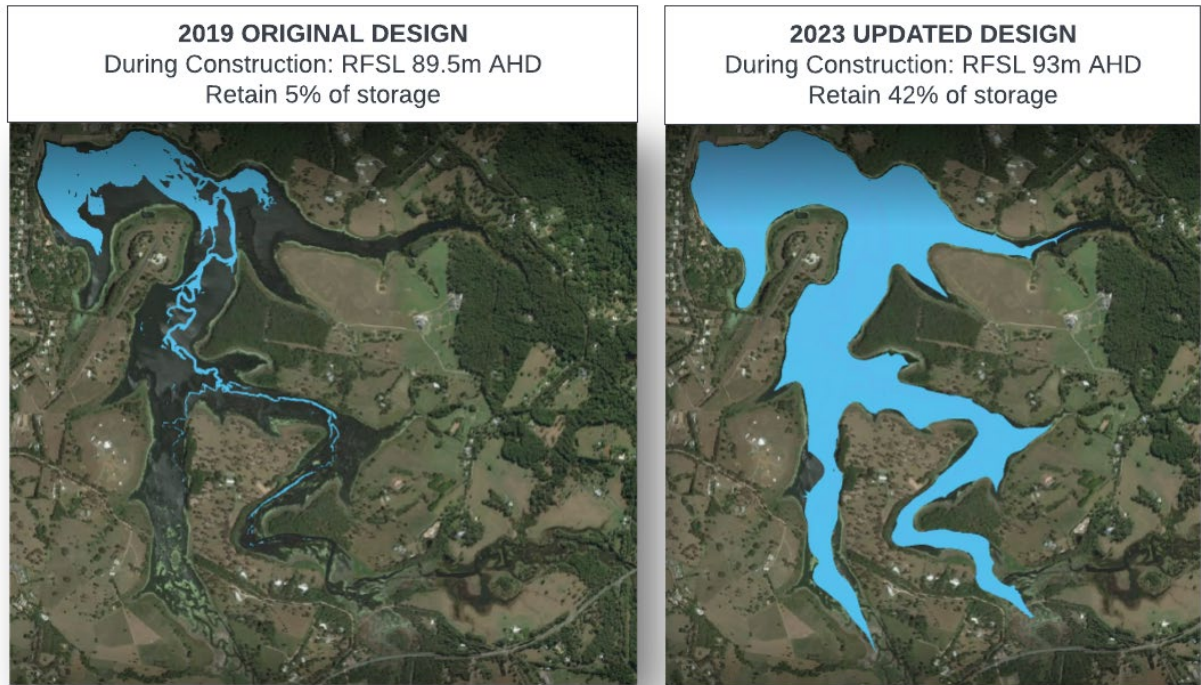 2019 ORIGINAL DESIGN
During Construction: RFSL 89.5m AHD
Retain 5% of storage
2023 UPDATED DESIGN
During Construction: RFSL 93m AHD
Retain 42% of storage